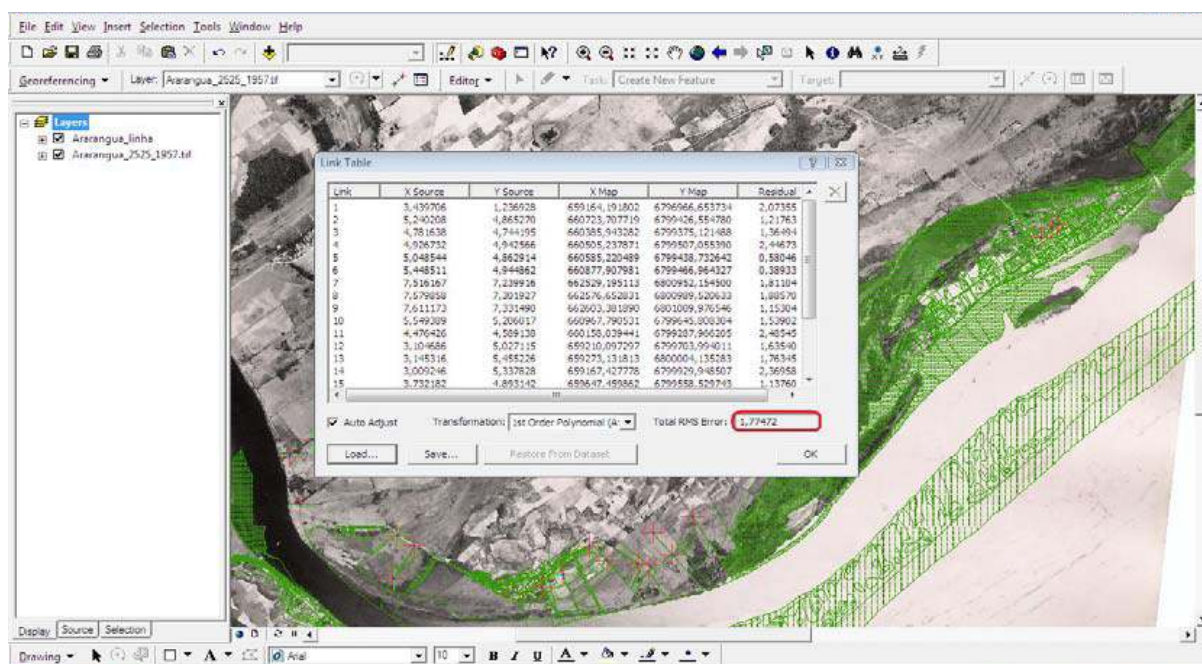 File Edit View Insert Selection Tools Window Help
Georeferencing Layer: Ararangua_2525_1957.tif Editor Task: Create New Feature Target:
Layers
Ararangua_linha
Ararangua_2525_1957.tif
Link Table
Link X Source Y Source X Map Y Map Residual
1 3,439706 1,236928 659164,191802 6796966,653734 2,07355
2 5,240208 4,865270 660723,707719 6799426,554780 1,21763
3 4,781638 4,744195 660385,943282 6799375,121488 1,36494
4 4,926732 4,942566 660505,237871 6799507,055390 2,44673
5 5,048544 4,862914 660585,220489 6799438,732642 0,58046
6 5,448511 4,944862 660877,907981 6799466,964327 0,38933
7 7,516167 7,239916 662529,195113 6800952,154500 1,81184
8 7,579858 7,301927 662576,652831 6800989,520633 1,88570
9 7,611173 7,331490 662603,381890 6801009,976546 1,15304
10 5,549389 5,206017 660967,790531 6799645,808304 1,53902
11 4,476426 4,589138 660158,039441 6799287,966205 2,48545
12 3,104686 5,027115 659210,097297 6799703,994011 1,63540
13 3,145316 5,455226 659273,131813 6800004,135283 1,76345
14 3,009246 5,337828 659167,427778 6799929,948507 2,36958
15 3,732182 4,893142 659647,459862 6799558,529743 1,13760
Auto Adjust Transformation: 1st Order Polynomial (A Total RMS Error: 1,77472
Load... Save... Restore From Dataset OK
Display Source Selection
Drawing A Arial 10 B I U A